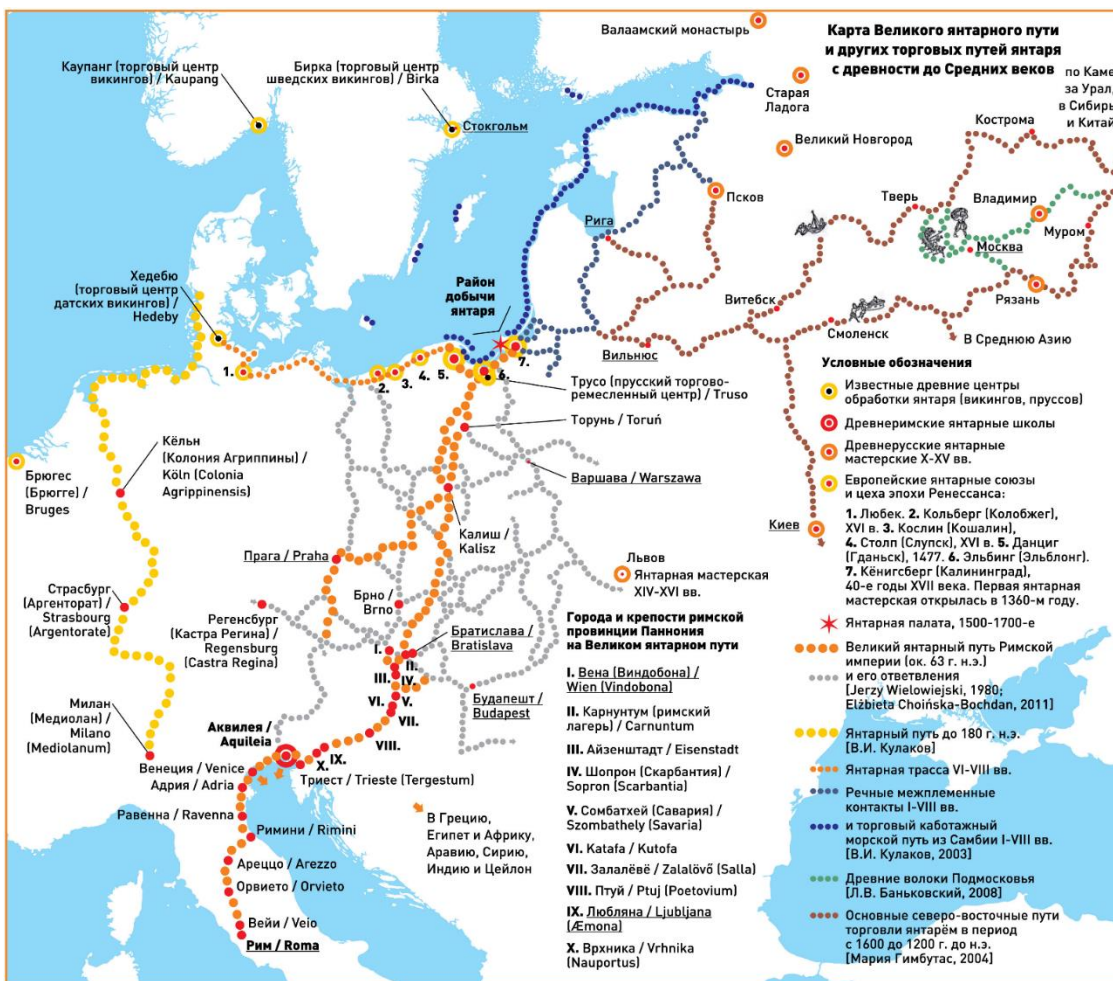 Карта Великого янтарного пути
и других торговых путей янтаря
с древности до Средних веков
Валаамский монастырь
Каупанг (торговый центр
викингов) / Kaupang
Бирка (торговый центр
шведских викингов) / Birka
Стокгольм
Старая
Ладога
по Каме
за Урал,
в Сибирь
и Китай
Кострома
Великий Новгород
Псков
Тверь
Владимир
Рига
Москва
Муром
Хедебю
(торговый центр
датских викингов) /
Hedeby
Район
добычи
янтаря
Витебск
Рязань
Смоленск
В Среднюю Азию
Вильнюс
1.
2.
3.
4.
5.
6.
7.
Трусо (прусский торгово-
ремесленный центр) / Truso
Торунь / Toruń
Варшава / Warszawa
Кёльн
(Колония Агриппины) /
Köln (Colonia
Agrippinensis)
Брюгес
(Брюгге) /
Bruges
Калиш /
Kalisz
Киев
Прага / Praha
Львов
Янтарная мастерская
XIV-XVI вв.
Страсбург
(Аргенторат) /
Strasbourg
(Argentorate)
Брно /
Brno
Регенсбург
(Кастра Регина) /
Regensburg
(Castra Regina)
Братислава /
Bratislava
I.
II.
III.
IV.
V.
VI.
VII.
VIII.
IX.
X.
Будапешт /
Budapest
Милан
(Медиолан) /
Milano
(Mediolanum)
Аквилея /
Aquileia
Венеция / Venice
Адрия / Adria
Триест / Trieste (Tergestum)
Равенна / Ravenna
Римини / Rimini
В Грецию,
Египет и Африку,
Аравию, Сирию,
Индию и Цейлон
Ареццо / Arezzo
Орвието / Orvieto
Вейи / Veio
Рим / Roma
Города и крепости римской
провинции Паннония
на Великом янтарном пути
I. Вена (Виндобона) /
Wien (Vindobona)
II. Карнунтум (римский
лагерь) / Carnuntum
III. Айзенштадт / Eisenstadt
IV. Шопрон (Скарбантия) /
Sopron (Scarbantia)
V. Сомбатхей (Савария) /
Szombathely (Savaria)
VI. Katafa / Kutofa
VII. Залалёвё / Zalalövő (Salla)
VIII. Птуй / Ptuj (Poetovium)
IX. Любляна / Ljubljana
(Æmona)
X. Врхника / Vrhnika
(Nauportus)
Условные обозначения
Известные древние центры
обработки янтаря (викингов, пруссов)
Древнеримские янтарные школы
Древнерусские янтарные
мастерские X-XV вв.
Европейские янтарные союзы
и цеха эпохи Ренессанса:
1. Любек. 2. Кольберг (Колобжег),
XVI в. 3. Кослин (Кошалин),
4. Столп (Слупск), XVI в. 5. Данциг
(Гданьск), 1477. 6. Эльбинг (Эльблонг).
7. Кёнигсберг (Калининград),
40-е годы XVII века. Первая янтарная
мастерская открылась в 1360-м году.
Янтарная палата, 1500-1700-е
Великий янтарный путь Римской
империи (ок. 63 г. н.э.)
и его ответвления
[Jerzy Wielowiejski, 1980;
Elżbieta Choińska-Bochdan, 2011]
Янтарный путь до 180 г. н.э.
[В.И. Кулаков]
Янтарная трасса VI-VIII вв.
Речные межплеменные
контакты I-VIII вв.
и торговый каботажный
морской путь из Самбии I-VIII вв.
[В.И. Кулаков, 2003]
Древние волоки Подмосковья
[Л.В. Баньковский, 2008]
Основные северо-восточные пути
торговли янтарём в период
с 1600 до 1200 г. до н.э.
[Мария Гимбутас, 2004]